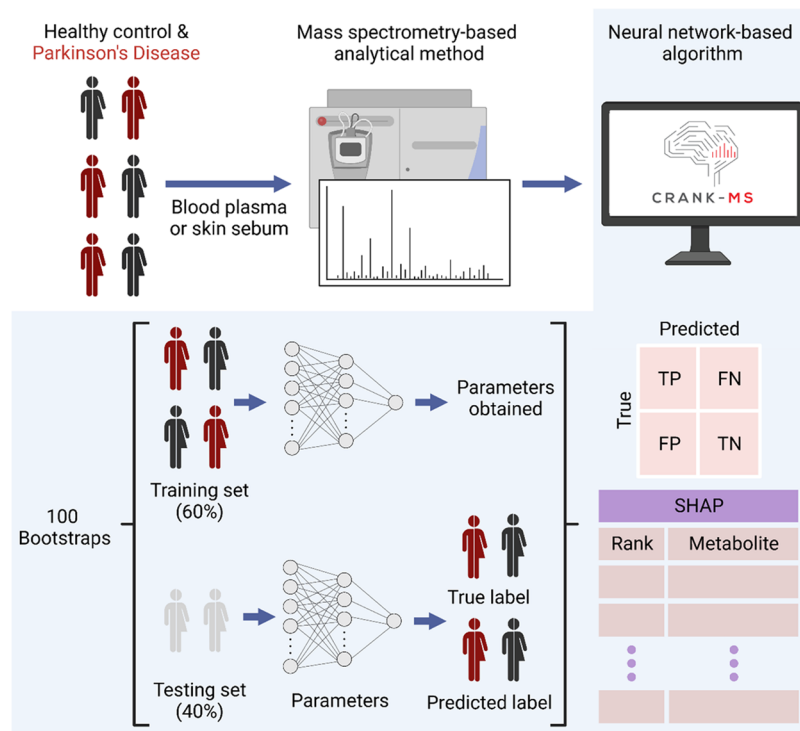 Healthy control &
Parkinson's Disease
Mass spectrometry-based
analytical method
Neural network-based
algorithm
Blood plasma
or skin sebum
CRANK-MS
100
Bootstraps
Training set
(60%)
Parameters
obtained
Testing set
(40%)
Parameters
True label
Predicted label
Predicted
True
TP FN
FP TN
SHAP
Rank Metabolite